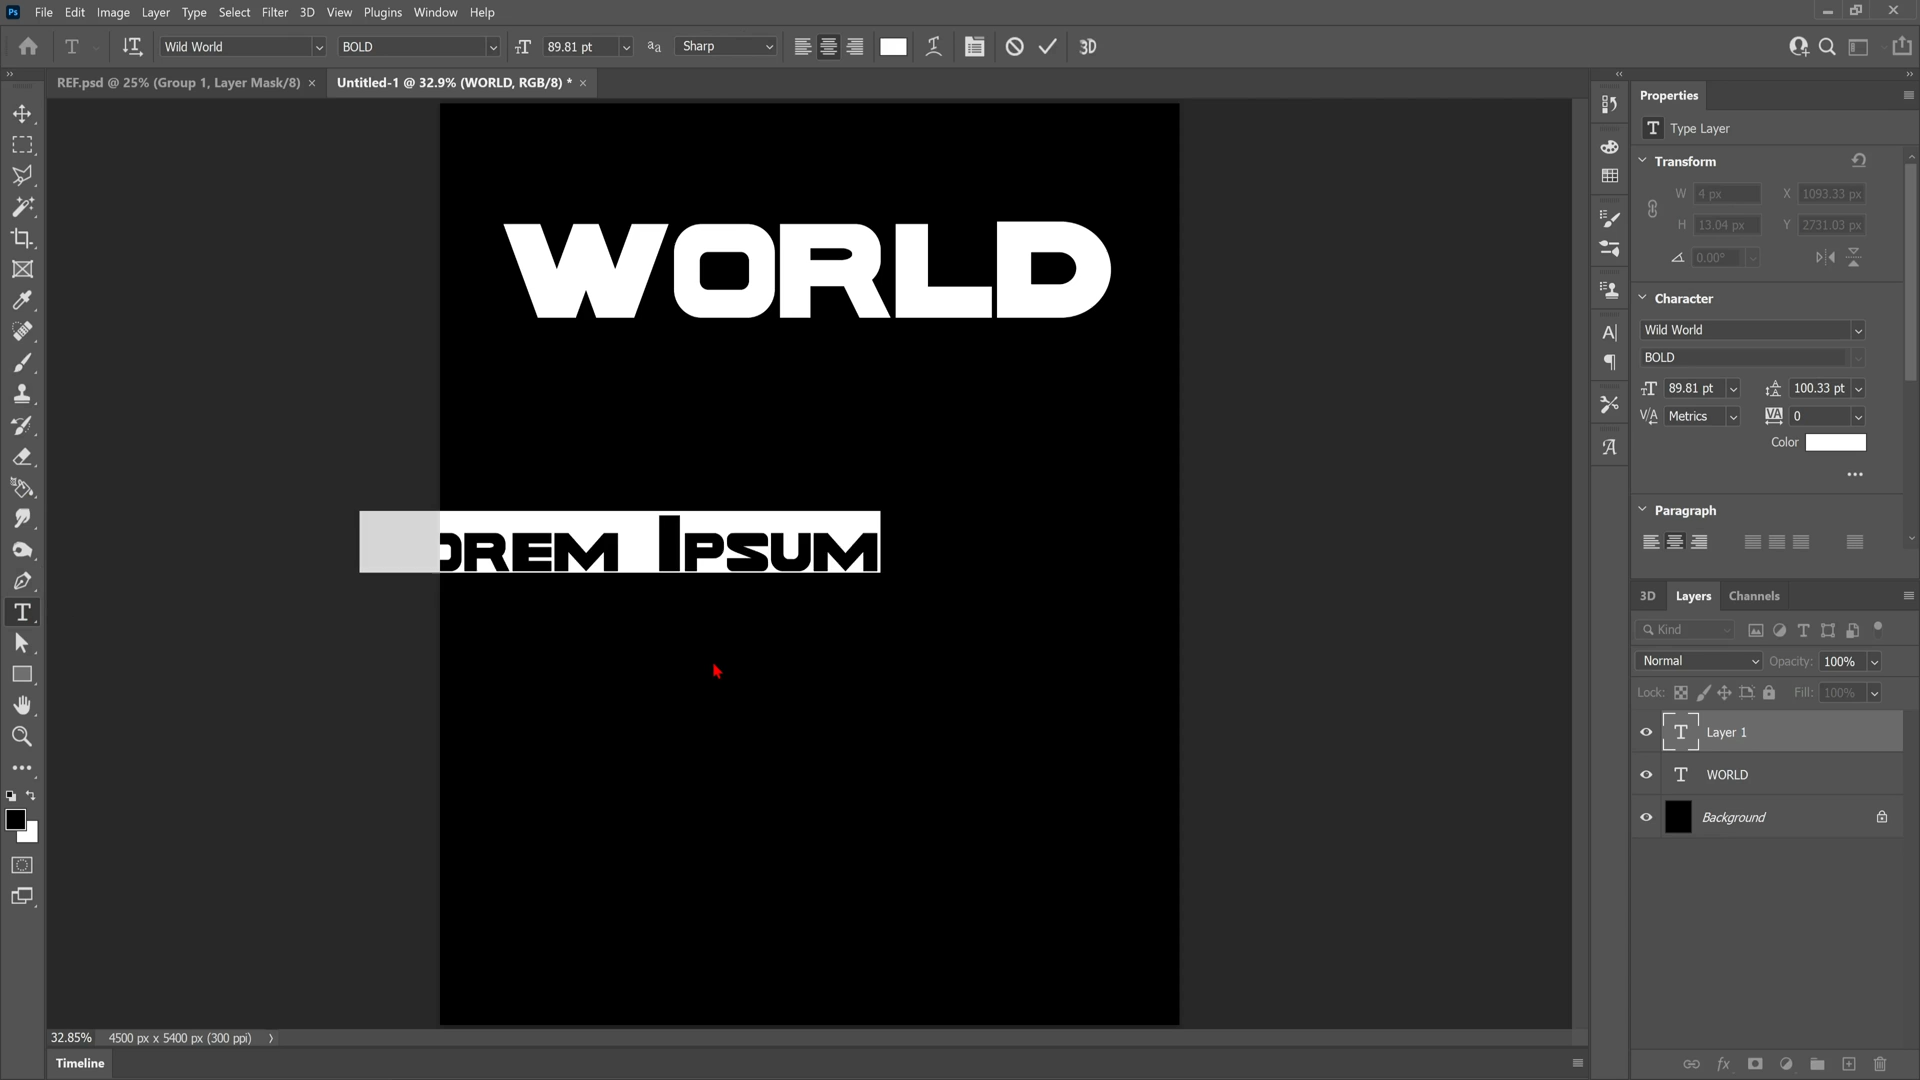 Ps File Edit Image Layer Type Select Filter 3D View Plugins Window Help
Wild World BOLD 89.81 pt Sharp 3D
REF.psd @ 25% (Group 1, Layer Mask/8) × Untitled-1 @ 32.9% (WORLD, RGB/8) * ×
Properties
T Type Layer
Transform
W 4 px X 1093.33 px
H 13.04 px Y 2731.03 px
0.00°
Character
Wild World
BOLD
89.81 pt 100.33 pt
Metrics 0
Color
Paragraph
WORLD
orem Ipsum
3D Layers Channels
Kind
Normal Opacity: 100%
Lock: Fill: 100%
T Layer 1
T WORLD
Background
32.85% 4500 px x 5400 px (300 ppi)
Timeline